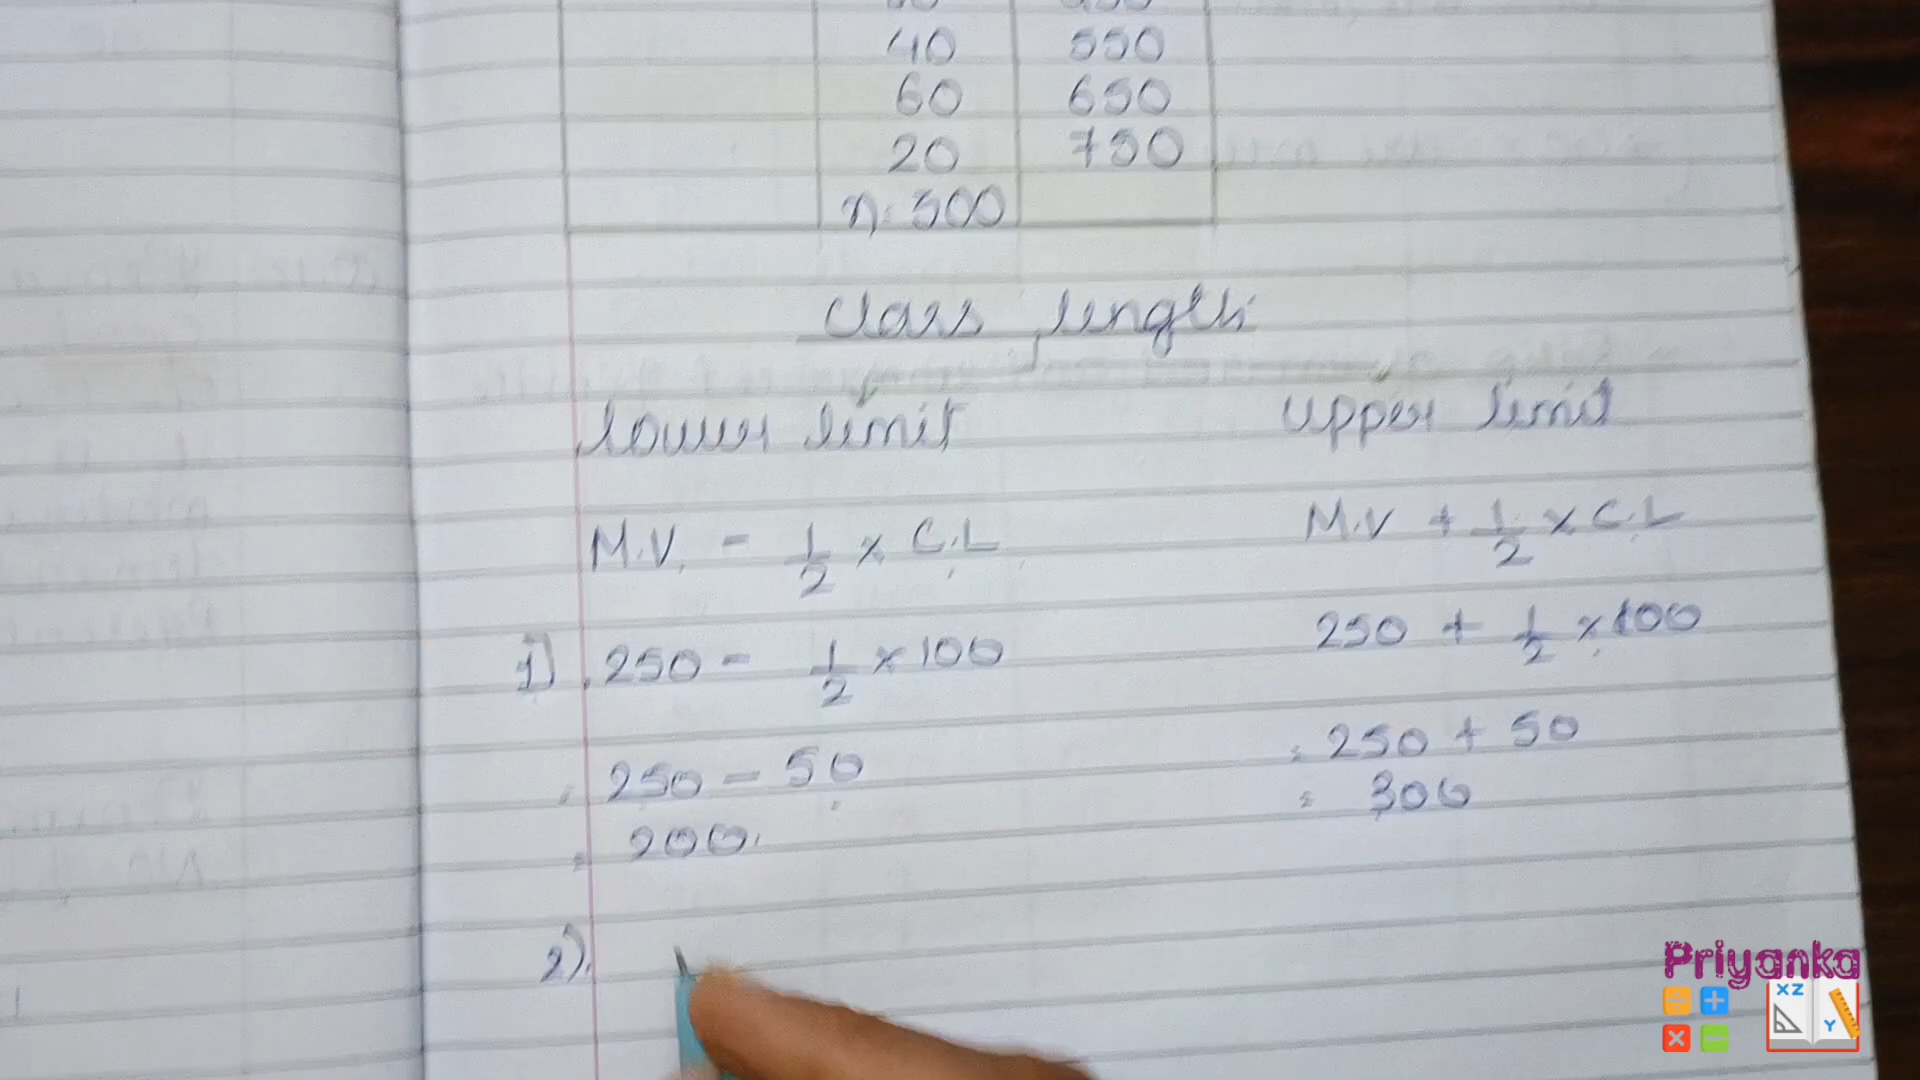 40 550
60 650
20 750
n = 300
Class length
lower limit upper limit
M.V. - 1/2 × C.L M.V + 1/2 × C.L
1) 250 - 1/2 × 100 250 + 1/2 × 100
= 250 - 50 = 250 + 50
= 200 = 300
2)
Priyanka
XZ
Y